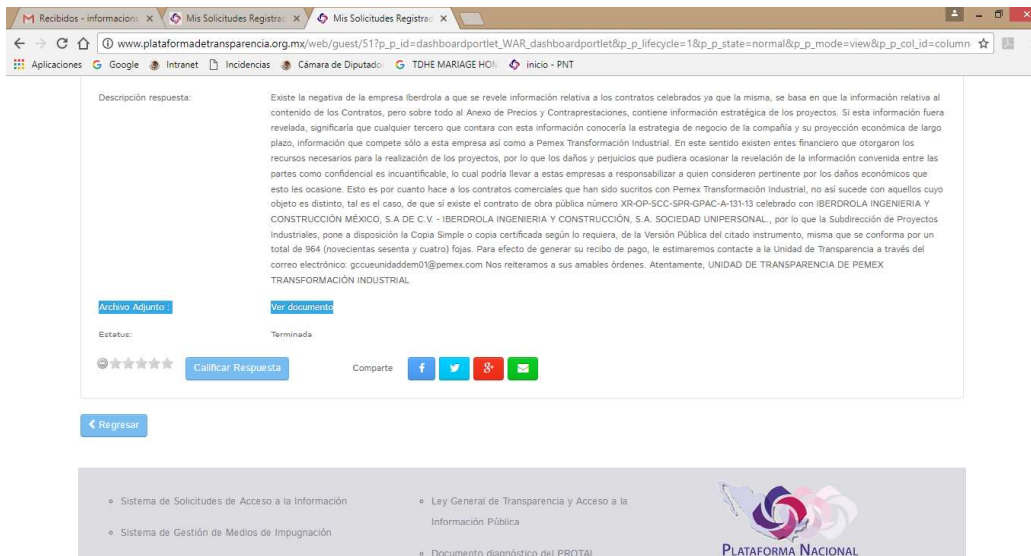 Recibidos - informacion
Mis Solicitudes Registrac
Mis Solicitudes Registrac
www.plataformadetransparencia.org.mx/web/guest/51?p_p_id=dashboardportlet_WAR_dashboardportlet&p_p_lifecycle=1&p_p_state=normal&p_p_mode=view&p_p_col_id=column
Aplicaciones Google Intranet Incidencias Cámara de Diputado TDHE MARIAGE HON inicio - PNT
Descripción respuesta: Existe la negativa de la empresa Iberdrola a que se revele información relativa a los contratos celebrados ya que la misma, se basa en que la información relativa al
contenido de los Contratos, pero sobre todo al Anexo de Precios y Contraprestaciones, contiene información estratégica de los proyectos. Si esta información fuera
revelada, significaría que cualquier tercero que contara con esta información conocería la estrategia de negocio de la compañía y su proyección económica de largo
plazo, información que compete sólo a esta empresa así como a Pemex Transformación Industrial. En este sentido existen entes financiero que otorgaron los
recursos necesarios para la realización de los proyectos, por lo que los daños y perjuicios que pudiera ocasionar la revelación de la información convenida entre las
partes como confidencial es incuantificable, lo cual podría llevar a estas empresas a responsabilizar a quien consideren pertinente por los daños económicos que
esto les ocasione. Esto es por cuanto hace a los contratos comerciales que han sido sucritos con Pemex Transformación Industrial, no así sucede con aquellos cuyo
objeto es distinto, tal es el caso, de que sí existe el contrato de obra pública número XR-OP-SCC-SPR-GPAC-A-131-13 celebrado con IBERDROLA INGENIERIA Y
CONSTRUCCIÓN MÉXICO, S.A DE C.V. - IBERDROLA INGENIERIA Y CONSTRUCCIÓN, S.A. SOCIEDAD UNIPERSONAL., por lo que la Subdirección de Proyectos
Industriales, pone a disposición la Copia Simple o copia certificada según lo requiera, de la Versión Pública del citado instrumento, misma que se conforma por un
total de 964 (novecientas sesenta y cuatro) fojas. Para efecto de generar su recibo de pago, le estimaremos contacte a la Unidad de Transparencia a través del
correo electrónico: gccueunidaddem01@pemex.com Nos reiteramos a sus amables órdenes. Atentamente, UNIDAD DE TRANSPARENCIA DE PEMEX
TRANSFORMACIÓN INDUSTRIAL
Archivo Adjunto : Ver documento
Estatus: Terminada
Calificar Respuesta Comparte
Regresar
Sistema de Solicitudes de Acceso a la Información
Sistema de Gestión de Medios de Impugnación
Ley General de Transparencia y Acceso a la
Información Pública
Documento diagnóstico del PROTAI
PLATAFORMA NACIONAL